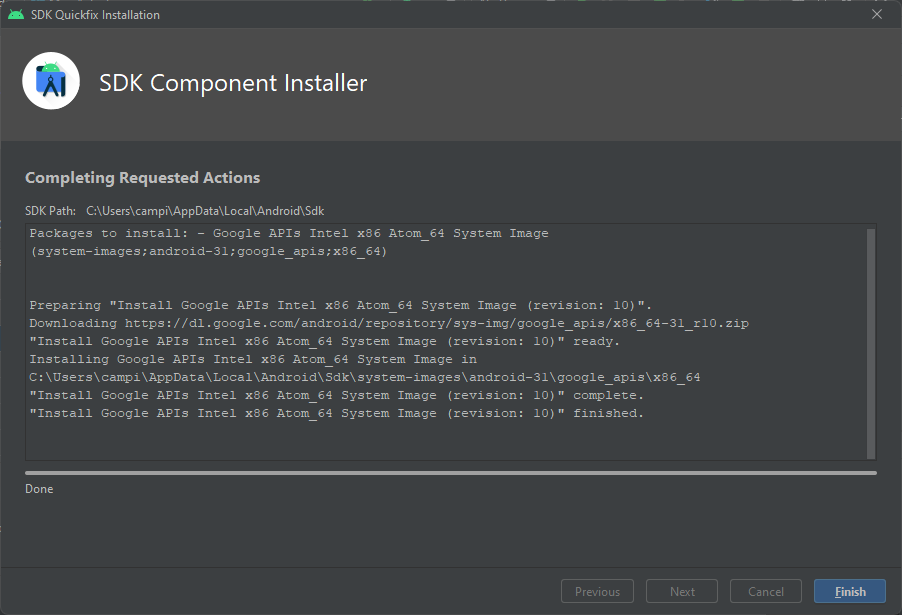 SDK Quickfix Installation
SDK Component Installer
Completing Requested Actions
SDK Path: C:\Users\campi\AppData\Local\Android\Sdk
Packages to install: - Google APIs Intel x86 Atom_64 System Image
(system-images;android-31;google_apis;x86_64)
Preparing "Install Google APIs Intel x86 Atom_64 System Image (revision: 10)".
Downloading https://dl.google.com/android/repository/sys-img/google_apis/x86_64-31_r10.zip
"Install Google APIs Intel x86 Atom_64 System Image (revision: 10)" ready.
Installing Google APIs Intel x86 Atom_64 System Image in
C:\Users\campi\AppData\Local\Android\Sdk\system-images\android-31\google_apis\x86_64
"Install Google APIs Intel x86 Atom_64 System Image (revision: 10)" complete.
"Install Google APIs Intel x86 Atom_64 System Image (revision: 10)" finished.
Done
Previous
Next
Cancel
Finish